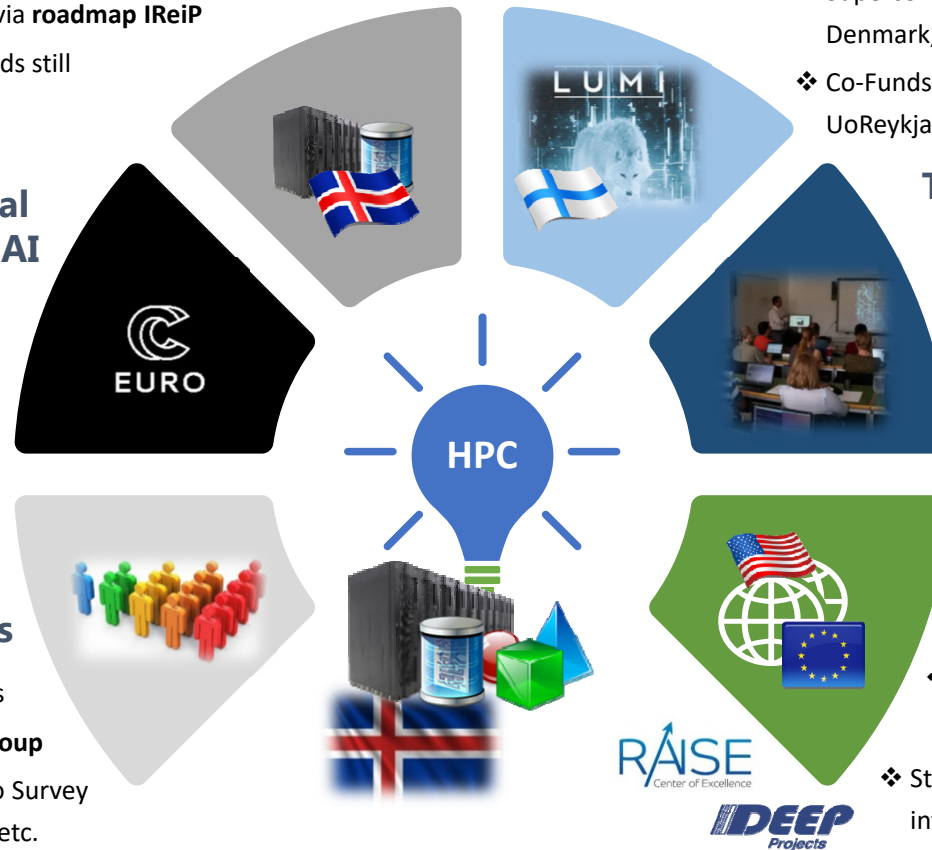 via roadmap IReiP
ds still
Denmark,
❖ Co-Funds
UoReykja
LUMI
al
AI
T
EURO
HPC
s
s
oup
o Survey
etc.
RAISE
Center of Excellence
DEEP
Projects
❖
❖ St
in